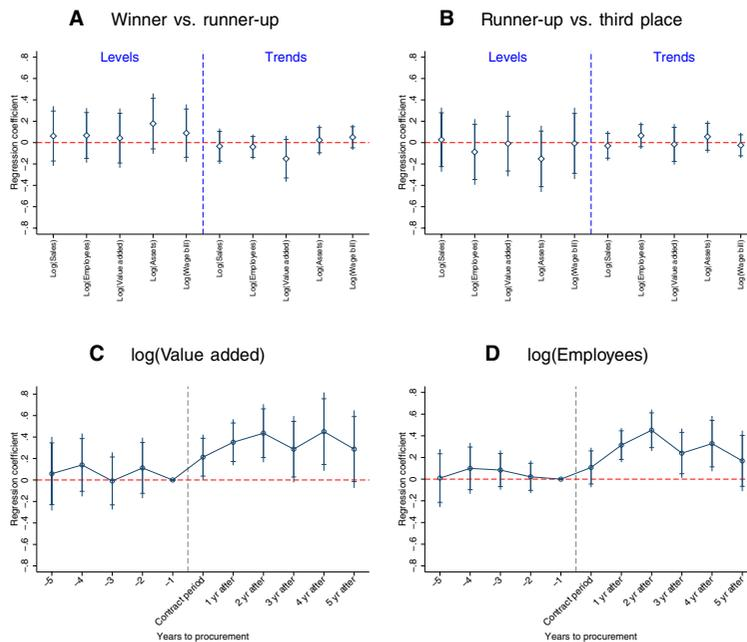 A Winner vs. runner-up
Levels
Trends
Regression coefficient
.8
.6
.4
.2
0
-.2
-.4
-.6
-.8
Log(Sales)
Log(Employees)
Log(Value added)
Log(Assets)
Log(Wage bill)
Log(Sales)
Log(Employees)
Log(Value added)
Log(Assets)
Log(Wage bill)
B Runner-up vs. third place
Levels
Trends
Regression coefficient
.8
.6
.4
.2
0
-.2
-.4
-.6
-.8
Log(Sales)
Log(Employees)
Log(Value added)
Log(Assets)
Log(Wage bill)
Log(Sales)
Log(Employees)
Log(Value added)
Log(Assets)
Log(Wage bill)
C log(Value added)
Regression coefficient
.8
.6
.4
.2
0
-.2
-.4
-.6
-.8
-5
-4
-3
-2
-1
Contract period
1 yr after
2 yr after
3 yr after
4 yr after
5 yr after
Years to procurement
D log(Employees)
Regression coefficient
.8
.6
.4
.2
0
-.2
-.4
-.6
-.8
-5
-4
-3
-2
-1
Contract period
1 yr after
2 yr after
3 yr after
4 yr after
5 yr after
Years to procurement